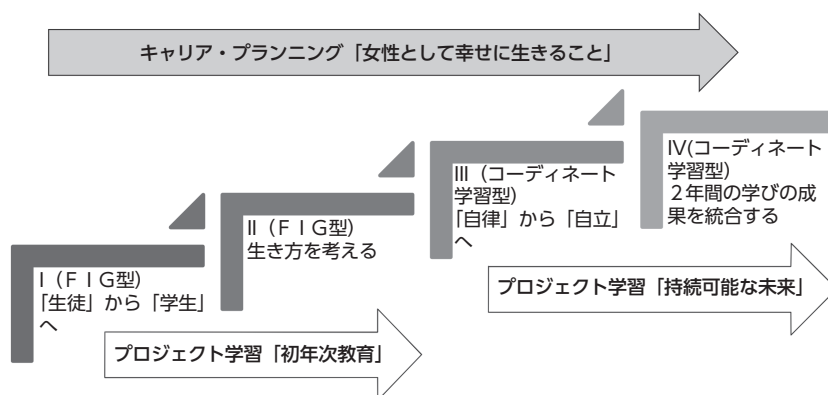 キャリア・プランニング「女性として幸せに生きること」
I（ＦＩＧ型）
「生徒」から「学生」
へ
II（ＦＩＧ型）
生き方を考える
III（コーディネート
学習型）
「自律」から「自立」
へ
IV(コーディネート
学習型)
２年間の学びの成
果を統合する
プロジェクト学習「初年次教育」
プロジェクト学習「持続可能な未来」